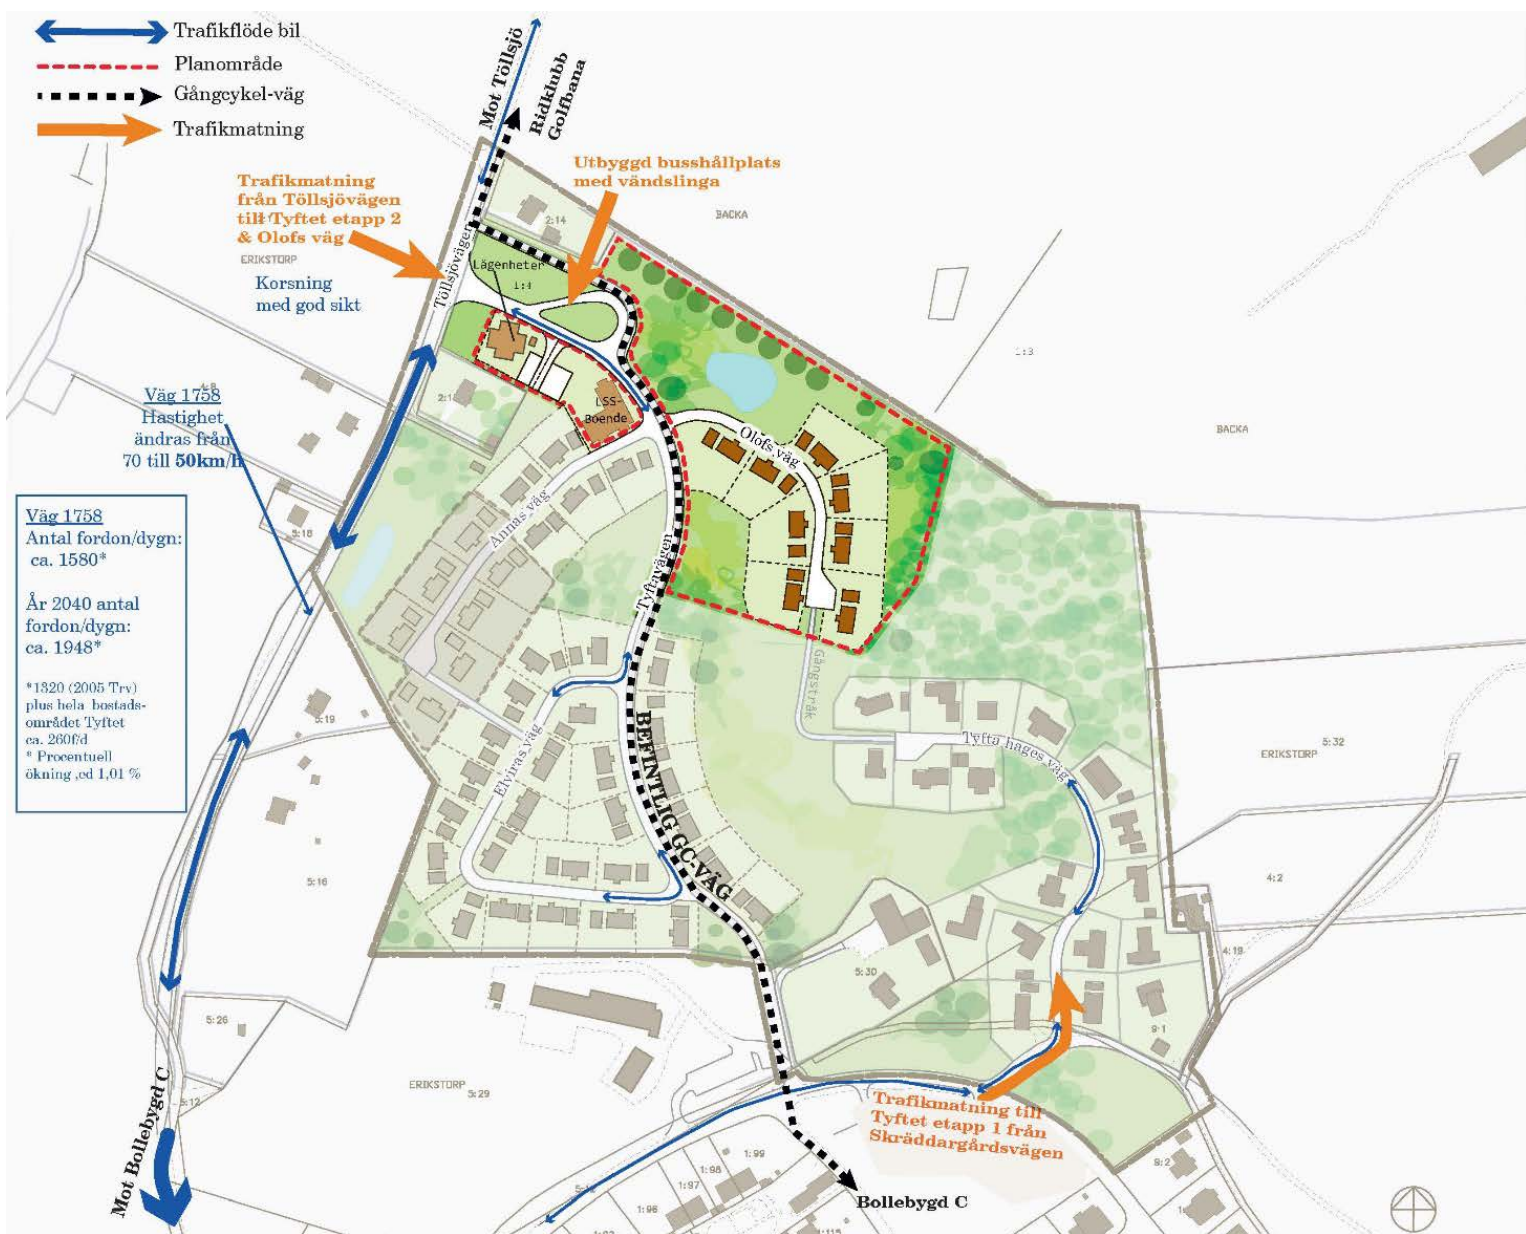 Trafikflöde bil
Planområde
Gångcykel-väg
Trafikmatning
Mot Töllsjö
Ridklubb
Golfbana
Trafikmatning
från Töllsjövägen
till Tyftet etapp 2
& Olofs väg
Utbyggd busshållplats
med vändslinga
BACKA
2:14
ERIKSTORP
Töllsjövägen
Lägenheter
1:4
Korsning
med god sikt
1:3
4:8
Väg 1758
Hastighet
ändras från
70 till 50km/h
LSS-
Boende
Olofs väg
BACKA
Annas väg
Väg 1758
Antal fordon/dygn:
ca. 1580*
År 2040 antal
fordon/dygn:
ca. 1948*
*1320 (2005 Trv)
plus hela bostads-
området Tyftet
ca. 260f/d
* Procentuell
ökning ,ed 1,01 %
5:18
Tyftavägen
Gångstråk
5:19
Elviras väg
BEFINTLIG GC-VÄG
Tyfta hages väg
ERIKSTORP
5:32
5:16
4:2
4:19
5:30
5:26
9:1
ERIKSTORP
5:29
5:12
Mot Bollebygd C
Trafikmatning till
Tyftet etapp 1 från
Skräddargårdsvägen
1:99
1:98
1:97
1:96
9:2
Bollebygd C